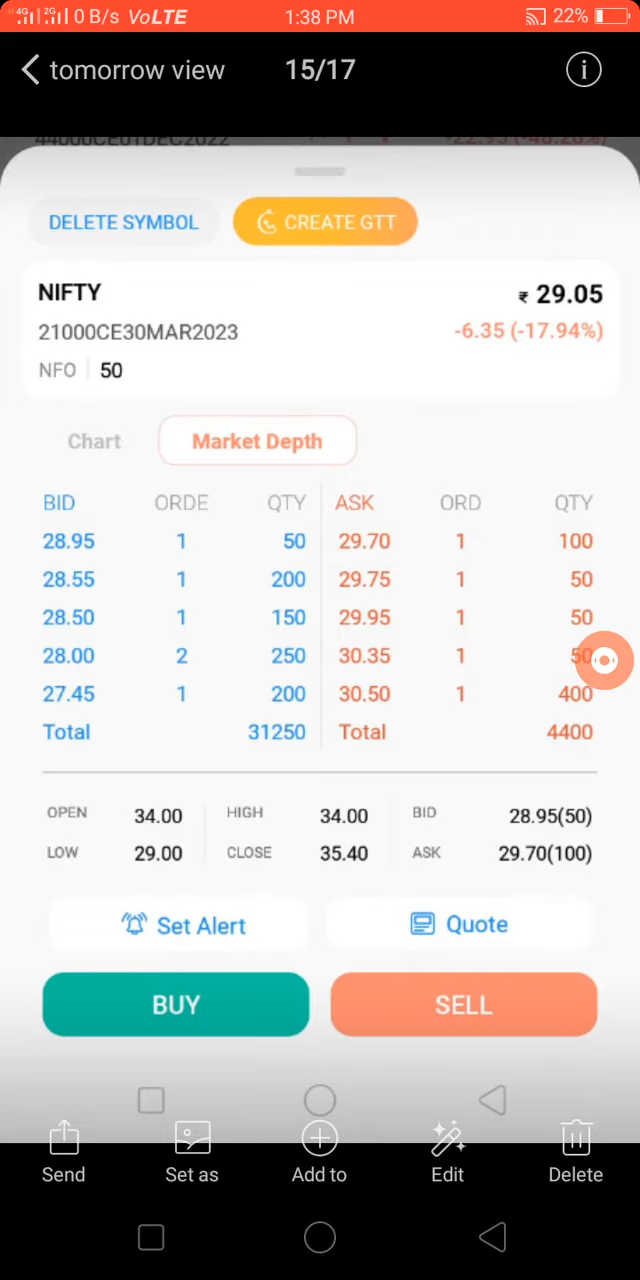 4G 2G 0 B/s VoLTE 1:38 PM 22%
tomorrow view 15/17
44000CE01DEC2022
DELETE SYMBOL CREATE GTT
NIFTY ₹ 29.05
21000CE30MAR2023 -6.35 (-17.94%)
NFO 50
Chart Market Depth
BID ORDE QTY ASK ORD QTY
28.95 1 50 29.70 1 100
28.55 1 200 29.75 1 50
28.50 1 150 29.95 1 50
28.00 2 250 30.35 1 50
27.45 1 200 30.50 1 400
Total 31250 Total 4400
OPEN 34.00 HIGH 34.00 BID 28.95(50)
LOW 29.00 CLOSE 35.40 ASK 29.70(100)
Set Alert Quote
BUY SELL
Send Set as Add to Edit Delete